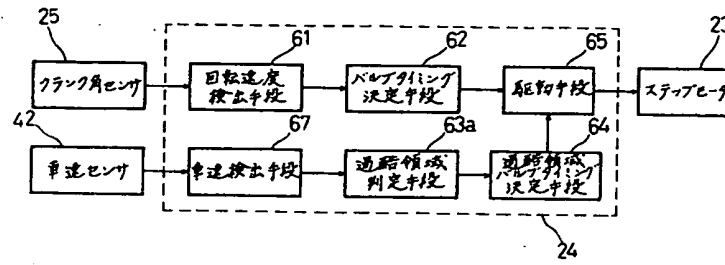 25
61
62
65
23
クランク角センサ
回転速度
検出手段
バルブタイミング
決定手段
駆動手段
ステップモータ
42
67
63a
64
車速センサ
車速検出手段
過酷領域
判定手段
過酷領域
バルブタイミング
決定手段
24